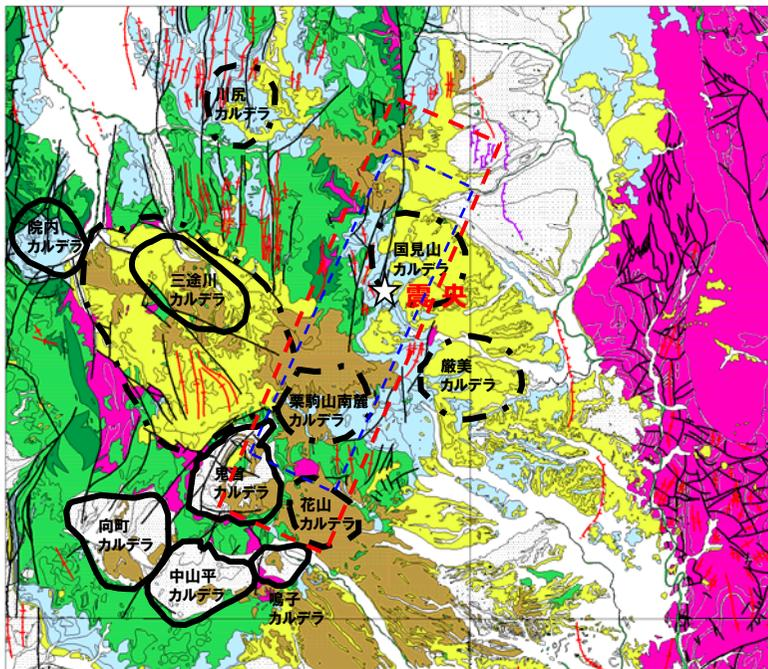 川尻
カルデラ
院内
カルデラ
国見山
カルデラ
三途川
カルデラ
震央
厳美
カルデラ
栗駒山南麓
カルデラ
鬼首
カルデラ
花山
カルデラ
向町
カルデラ
中山平
カルデラ
鳴子
カルデラ